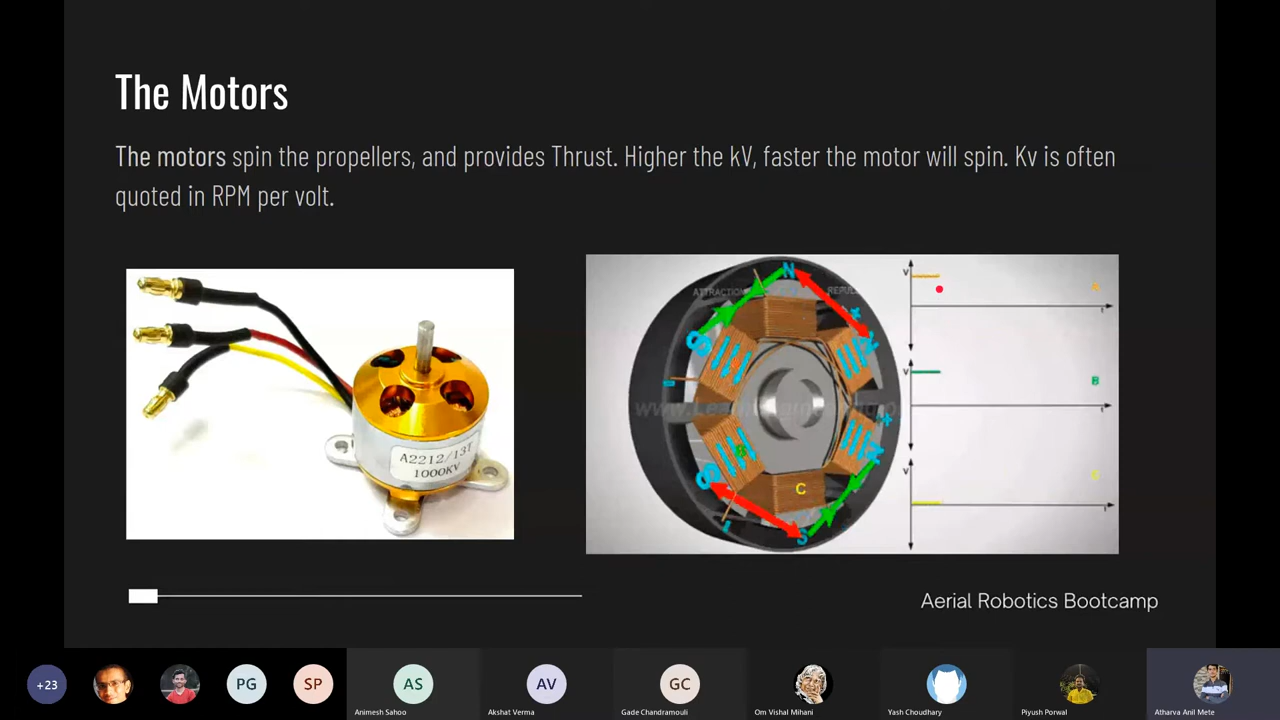 The Motors
The motors spin the propellers, and provides Thrust. Higher the kV, faster the motor will spin. Kv is often
quoted in RPM per volt.
A2212/13T
1000KV
N
ATTRACTION
S
N
S
B
C
N
S
V
t
V
B
t
V
t
Aerial Robotics Bootcamp
+23
PG
SP
AS
AV
GC
Animesh Sahoo
Akshat Verma
Gade Chandramouli
Om Vishal Mihani
Yash Choudhary
Piyush Porwal
Atharva Anil Mete